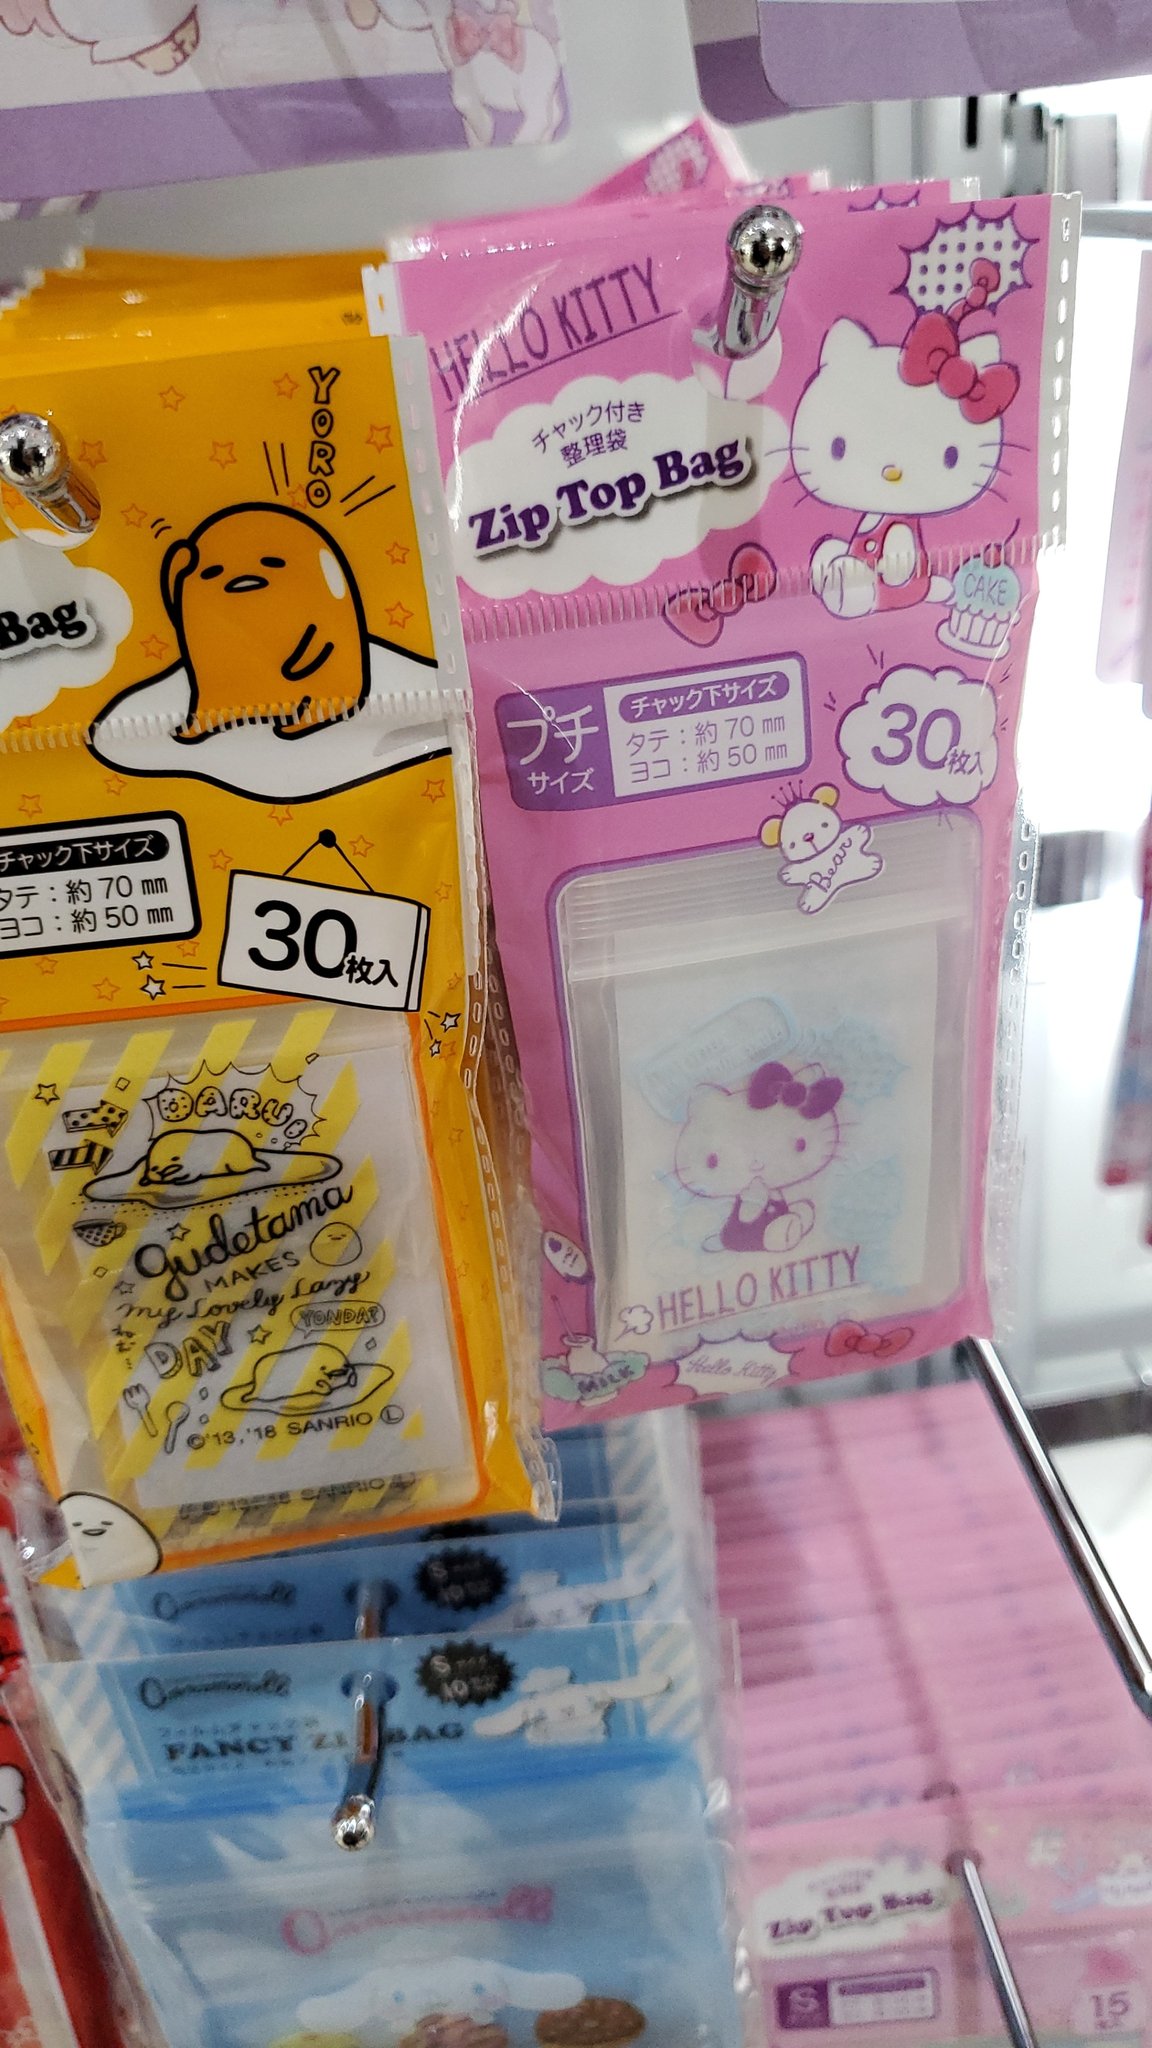 YORO
Bag
チャック下サイズ
タテ：約 70 mm
ヨコ：約 50 mm
30枚入
DARUI
gudetama
MAKES
My Lovely Lazy
DAY
YONDA?
©'13,'18 SANRIO Ⓛ
HELLO KITTY
チャック付き
整理袋
Zip Top Bag
CAKE
プチ
サイズ
チャック下サイズ
タテ：約 70 mm
ヨコ：約 50 mm
30枚入
Bear
HELLO KITTY
MILK
Hello Kitty
FANCY ZI BAG
Zip Top Bag
S
15